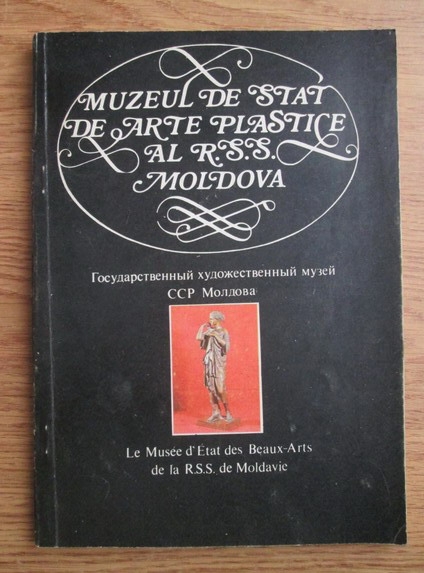 MUZEUL DE STAT
DE ARTE PLASTICE
AL R.S.S.
MOLDOVA
Государственный художественный музей
ССР Молдова
Le Musée d'Etat des Beaux-Arts
de la R.S.S. de Moldavie